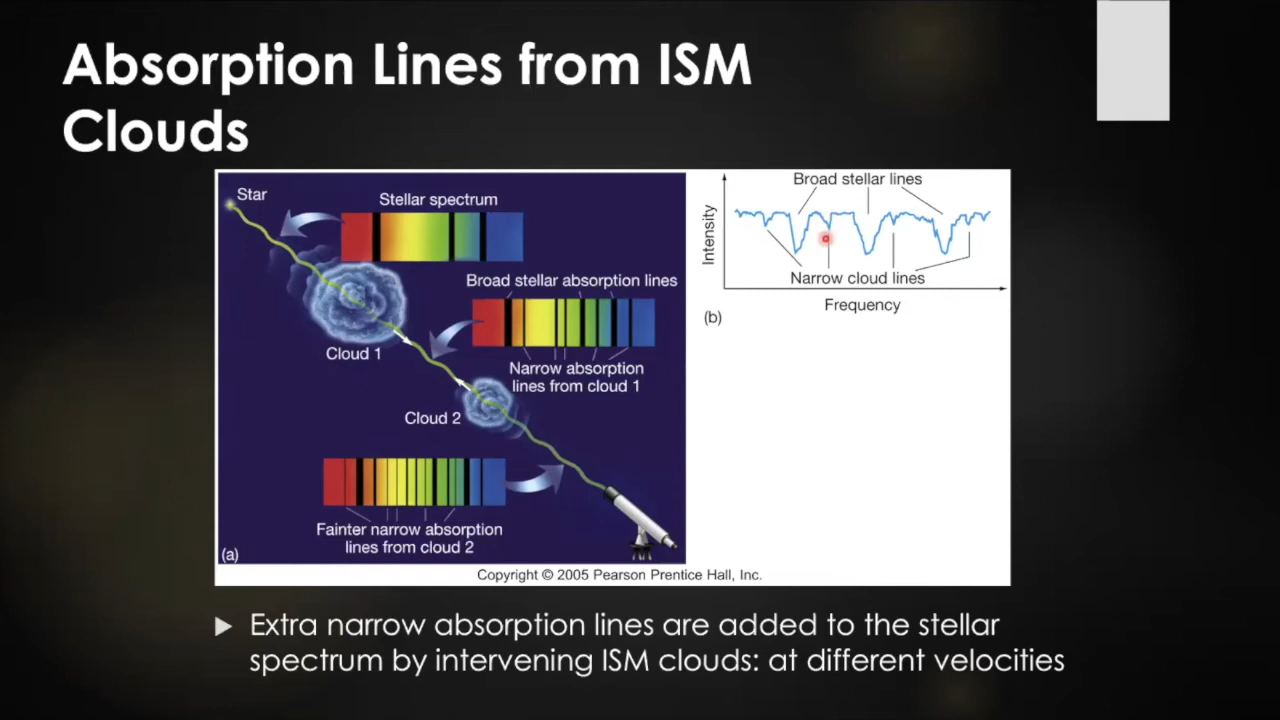 Absorption Lines from ISM
Clouds
Star
Stellar spectrum
Broad stellar absorption lines
Cloud 1
Narrow absorption
lines from cloud 1
Cloud 2
Fainter narrow absorption
lines from cloud 2
(a)
Broad stellar lines
Intensity
Narrow cloud lines
Frequency
(b)
Copyright © 2005 Pearson Prentice Hall, Inc.
Extra narrow absorption lines are added to the stellar
spectrum by intervening ISM clouds: at different velocities